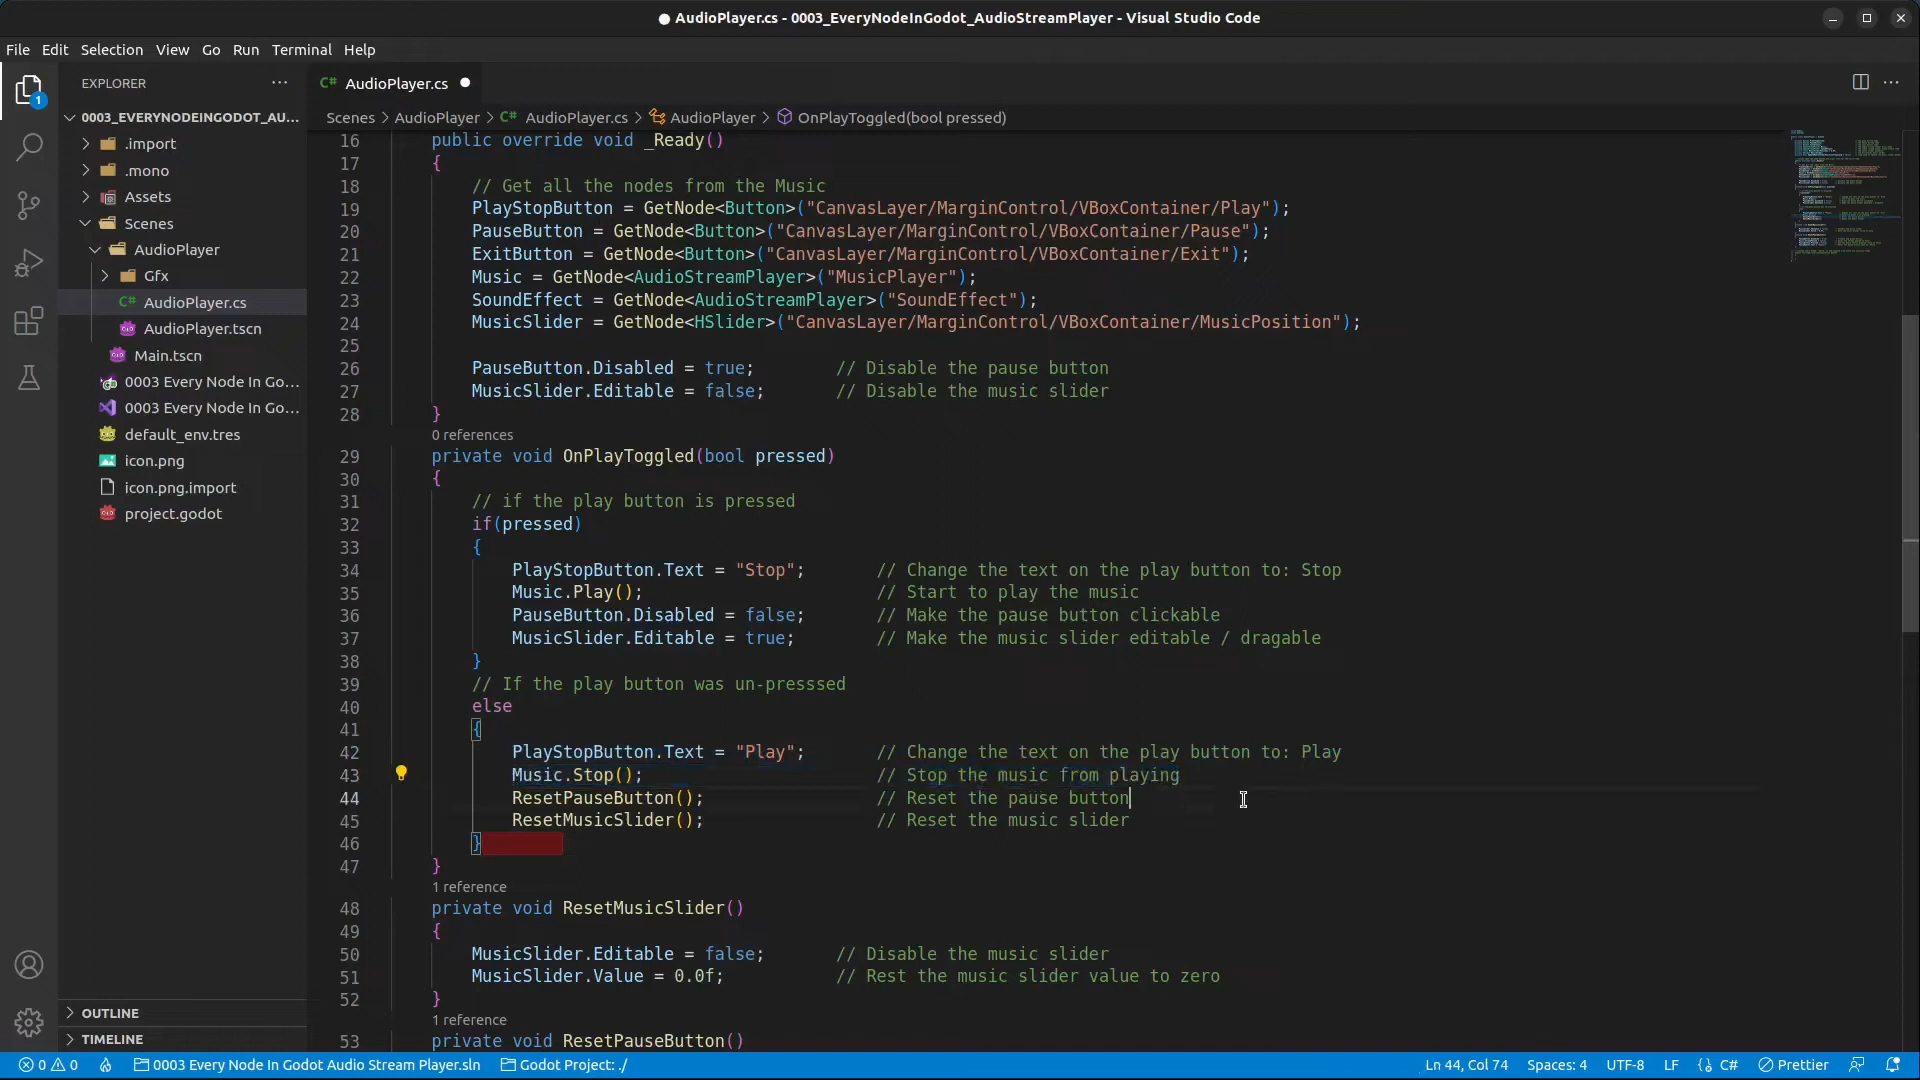 AudioPlayer.cs - 0003_EveryNodeInGodot_AudioStreamPlayer - Visual Studio Code
File Edit Selection View Go Run Terminal Help
1
EXPLORER
0003_EVERYNODEINGODOT_AU...
.import
.mono
Assets
Scenes
AudioPlayer
Gfx
C# AudioPlayer.cs
AudioPlayer.tscn
Main.tscn
0003 Every Node In Go...
0003 Every Node In Go...
default_env.tres
icon.png
icon.png.import
project.godot
OUTLINE
TIMELINE
C# AudioPlayer.cs
Scenes > AudioPlayer > C# AudioPlayer.cs > AudioPlayer > OnPlayToggled(bool pressed)
16 public override void _Ready()
17 {
18 // Get all the nodes from the Music
19 PlayStopButton = GetNode<Button>("CanvasLayer/MarginControl/VBoxContainer/Play");
20 PauseButton = GetNode<Button>("CanvasLayer/MarginControl/VBoxContainer/Pause");
21 ExitButton = GetNode<Button>("CanvasLayer/MarginControl/VBoxContainer/Exit");
22 Music = GetNode<AudioStreamPlayer>("MusicPlayer");
23 SoundEffect = GetNode<AudioStreamPlayer>("SoundEffect");
24 MusicSlider = GetNode<HSlider>("CanvasLayer/MarginControl/VBoxContainer/MusicPosition");
25
26 PauseButton.Disabled = true; // Disable the pause button
27 MusicSlider.Editable = false; // Disable the music slider
28 }
0 references
29 private void OnPlayToggled(bool pressed)
30 {
31 // if the play button is pressed
32 if(pressed)
33 {
34 PlayStopButton.Text = "Stop"; // Change the text on the play button to: Stop
35 Music.Play(); // Start to play the music
36 PauseButton.Disabled = false; // Make the pause button clickable
37 MusicSlider.Editable = true; // Make the music slider editable / dragable
38 }
39 // If the play button was un-presssed
40 else
41 {
42 PlayStopButton.Text = "Play"; // Change the text on the play button to: Play
43 Music.Stop(); // Stop the music from playing
44 ResetPauseButton(); // Reset the pause button
45 ResetMusicSlider(); // Reset the music slider
46 }
47 }
1 reference
48 private void ResetMusicSlider()
49 {
50 MusicSlider.Editable = false; // Disable the music slider
51 MusicSlider.Value = 0.0f; // Rest the music slider value to zero
52 }
1 reference
53 private void ResetPauseButton()
0 0 0003 Every Node In Godot Audio Stream Player.sln Godot Project: ./ Ln 44, Col 74 Spaces: 4 UTF-8 LF {} C# Prettier